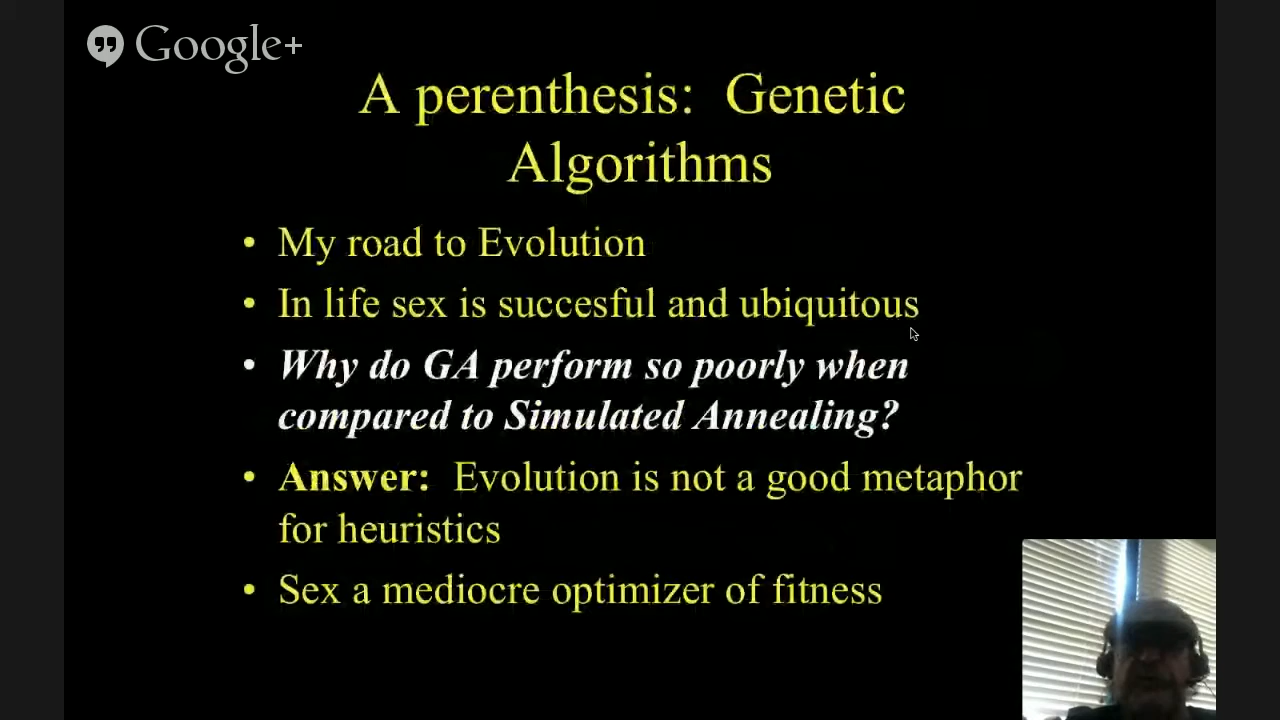 Google+
A perenthesis: Genetic
Algorithms
• My road to Evolution
• In life sex is succesful and ubiquitous
• Why do GA perform so poorly when
compared to Simulated Annealing?
• Answer: Evolution is not a good metaphor
for heuristics
• Sex a mediocre optimizer of fitness